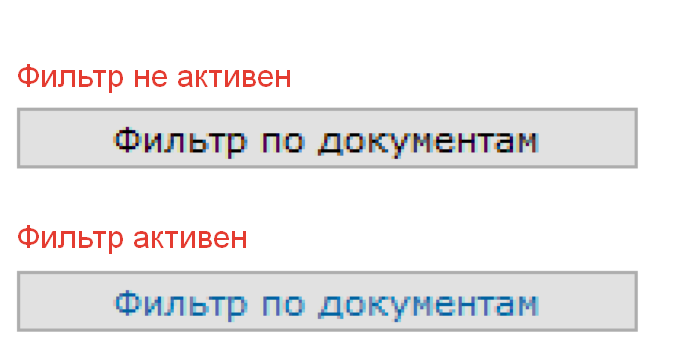 Фильтр не активен
Фильтр по документам
Фильтр активен
Фильтр по документам